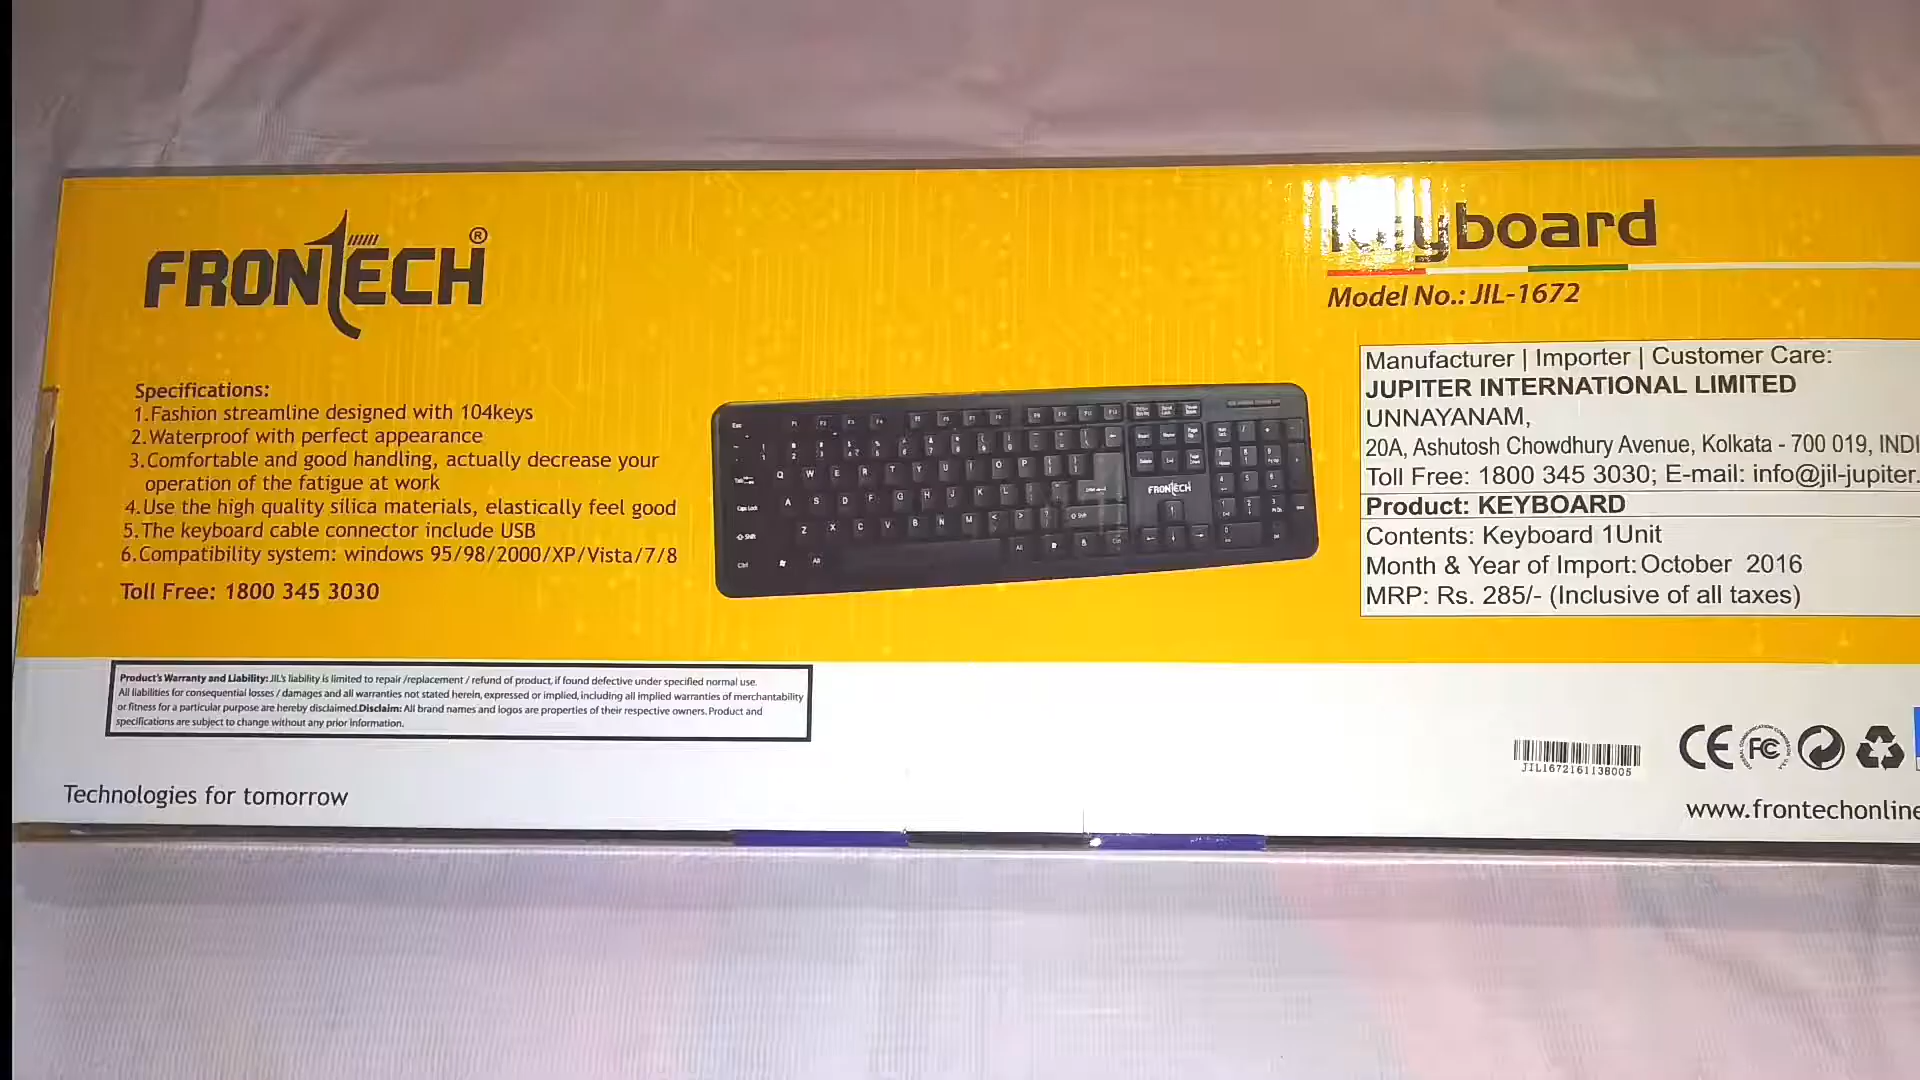 FRONTECH®
Specifications:
1.Fashion streamline designed with 104keys
2.Waterproof with perfect appearance
3.Comfortable and good handling, actually decrease your
operation of the fatigue at work
4.Use the high quality silica materials, elastically feel good
5.The keyboard cable connector include USB
6.Compatibility system: windows 95/98/2000/XP/Vista/7/8
Toll Free: 1800 345 3030
FRONTECH
Keyboard
Model No.: JIL-1672
Manufacturer | Importer | Customer Care:
JUPITER INTERNATIONAL LIMITED
UNNAYANAM,
20A, Ashutosh Chowdhury Avenue, Kolkata - 700 019, INDI
Toll Free: 1800 345 3030; E-mail: info@jil-jupiter.
Product: KEYBOARD
Contents: Keyboard 1Unit
Month & Year of Import: October 2016
MRP: Rs. 285/- (Inclusive of all taxes)
Product's Warranty and Liability: JIL's liability is limited to repair /replacement / refund of product, if found defective under specified normal use.
All liabilities for consequential losses / damages and all warranties not stated herein, expressed or implied, including all implied warranties of merchantability
or fitness for a particular purpose are hereby disclaimed.Disclaim: All brand names and logos are properties of their respective owners. Product and
specifications are subject to change without any prior information.
JIL1672161138005
CE FC
Technologies for tomorrow
www.frontechonline